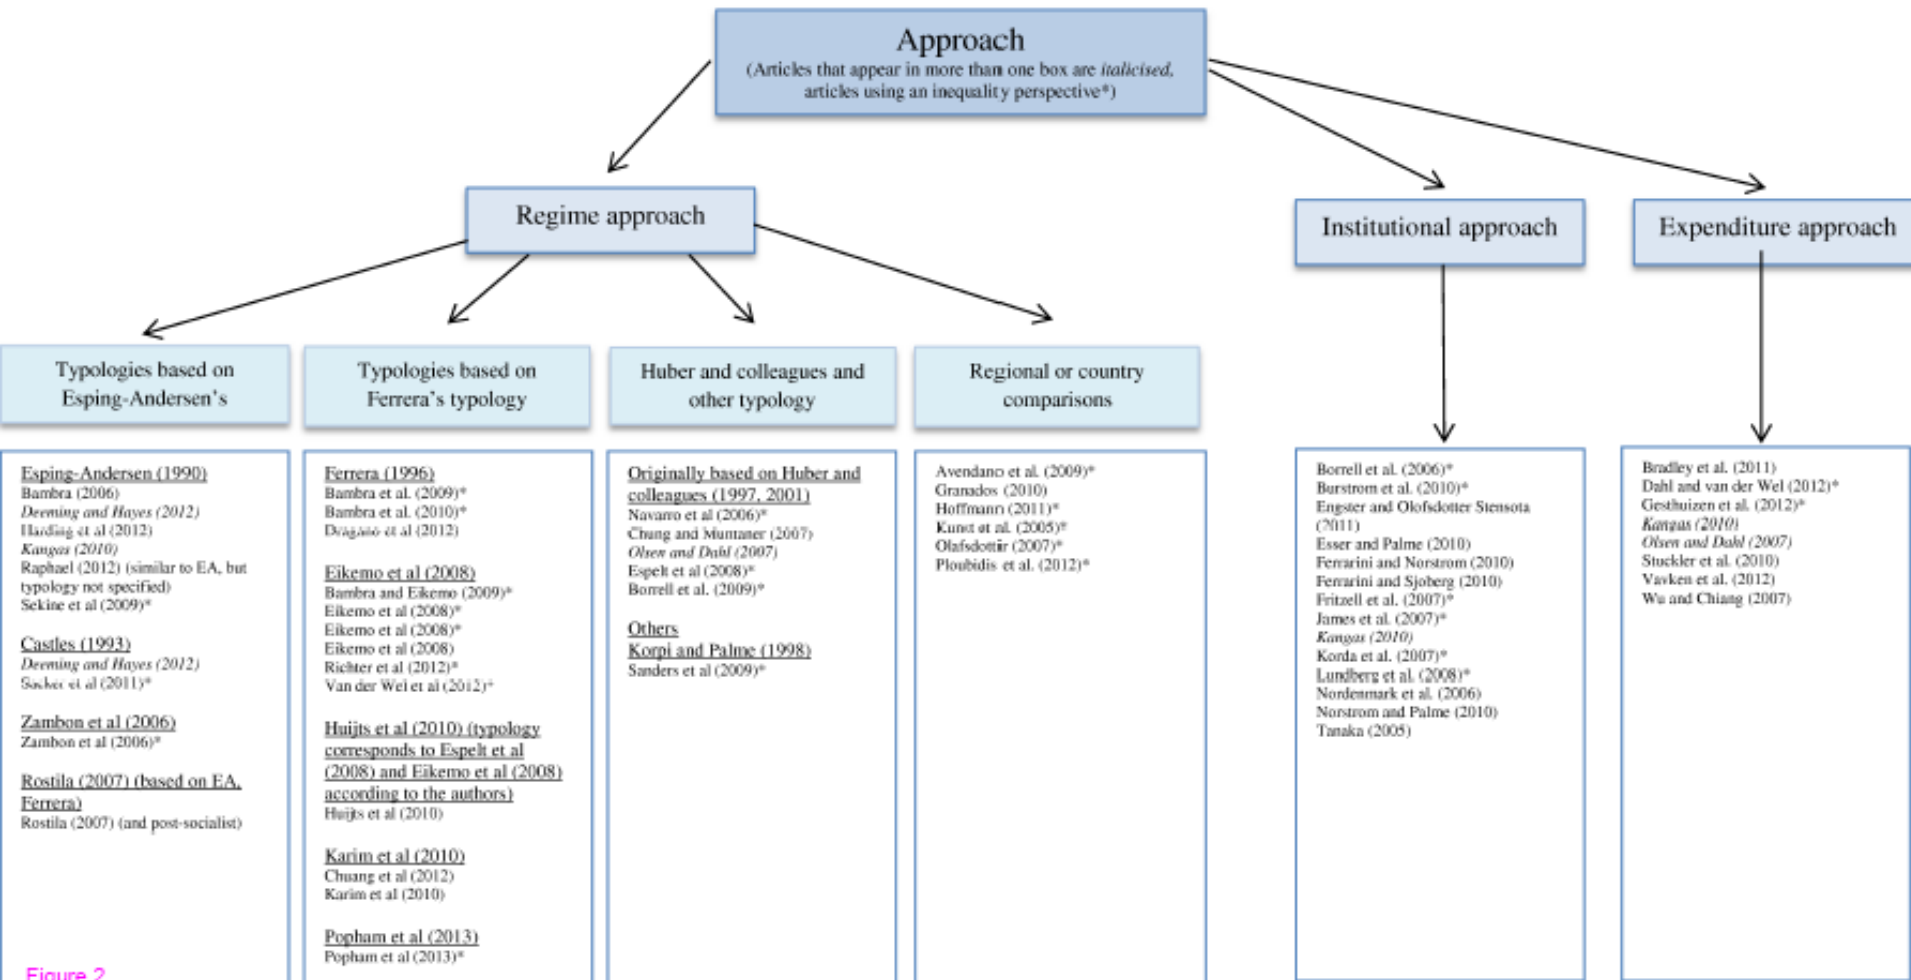 Approach
(Articles that appear in more than one box are italicised,
articles using an inequality perspective*)
Regime approach
Institutional approach
Expenditure approach
Typologies based on
Esping-Andersen's
Typologies based on
Ferrera's typology
Huber and colleagues and
other typology
Regional or country
comparisons
Esping-Andersen (1990)
Bambra (2006)
Deeming and Hayes (2012)
Harding et al (2012)
Kangas (2010)
Raphael (2012) (similar to EA, but
typology not specified)
Sekine et al (2009)*
Castles (1993)
Deeming and Hayes (2012)
Sacker et al (2011)*
Zambon et al (2006)
Zambon et al (2006)*
Rostila (2007) (based on EA,
Ferrera)
Rostila (2007) (and post-socialist)
Ferrera (1996)
Bambra et al. (2009)*
Bambra et al. (2010)*
Dragano et al (2012)
Eikemo et al (2008)
Bambra and Eikemo (2009)*
Eikemo et al (2008)*
Eikemo et al (2008)*
Eikemo et al (2008)
Richter et al (2012)*
Van der Wel et al (2012)*
Huijts et al (2010) (typology
corresponds to Espelt et al
(2008) and Eikemo et al (2008)
according to the authors)
Huijts et al (2010)
Karim et al (2010)
Chuang et al (2012)
Karim et al (2010)
Popham et al (2013)
Popham et al (2013)*
Originally based on Huber and
colleagues (1997, 2001)
Navarro et al (2006)*
Chung and Muntaner (2007)
Olsen and Dahl (2007)
Espelt et al (2008)*
Borrell et al. (2009)*
Others
Korpi and Palme (1998)
Sanders et al (2009)*
Avendano et al. (2009)*
Granados (2010)
Hoffmann (2011)*
Kunst et al. (2005)*
Olafsdottir (2007)*
Ploubidis et al. (2012)*
Borrell et al. (2006)*
Burstrom et al. (2010)*
Engster and Olofsdotter Stensota
(2011)
Esser and Palme (2010)
Ferrarini and Norstrom (2010)
Ferrarini and Sjoberg (2010)
Fritzell et al. (2007)*
James et al. (2007)*
Kangas (2010)
Korda et al. (2007)*
Lundberg et al. (2008)*
Nordenmark et al. (2006)
Norstrom and Palme (2010)
Tanaka (2005)
Bradley et al. (2011)
Dahl and van der Wel (2012)*
Gesthuizen et al. (2012)*
Kangas (2010)
Olsen and Dahl (2007)
Stuckler et al. (2010)
Vavken et al. (2012)
Wu and Chiang (2007)
Figure 2